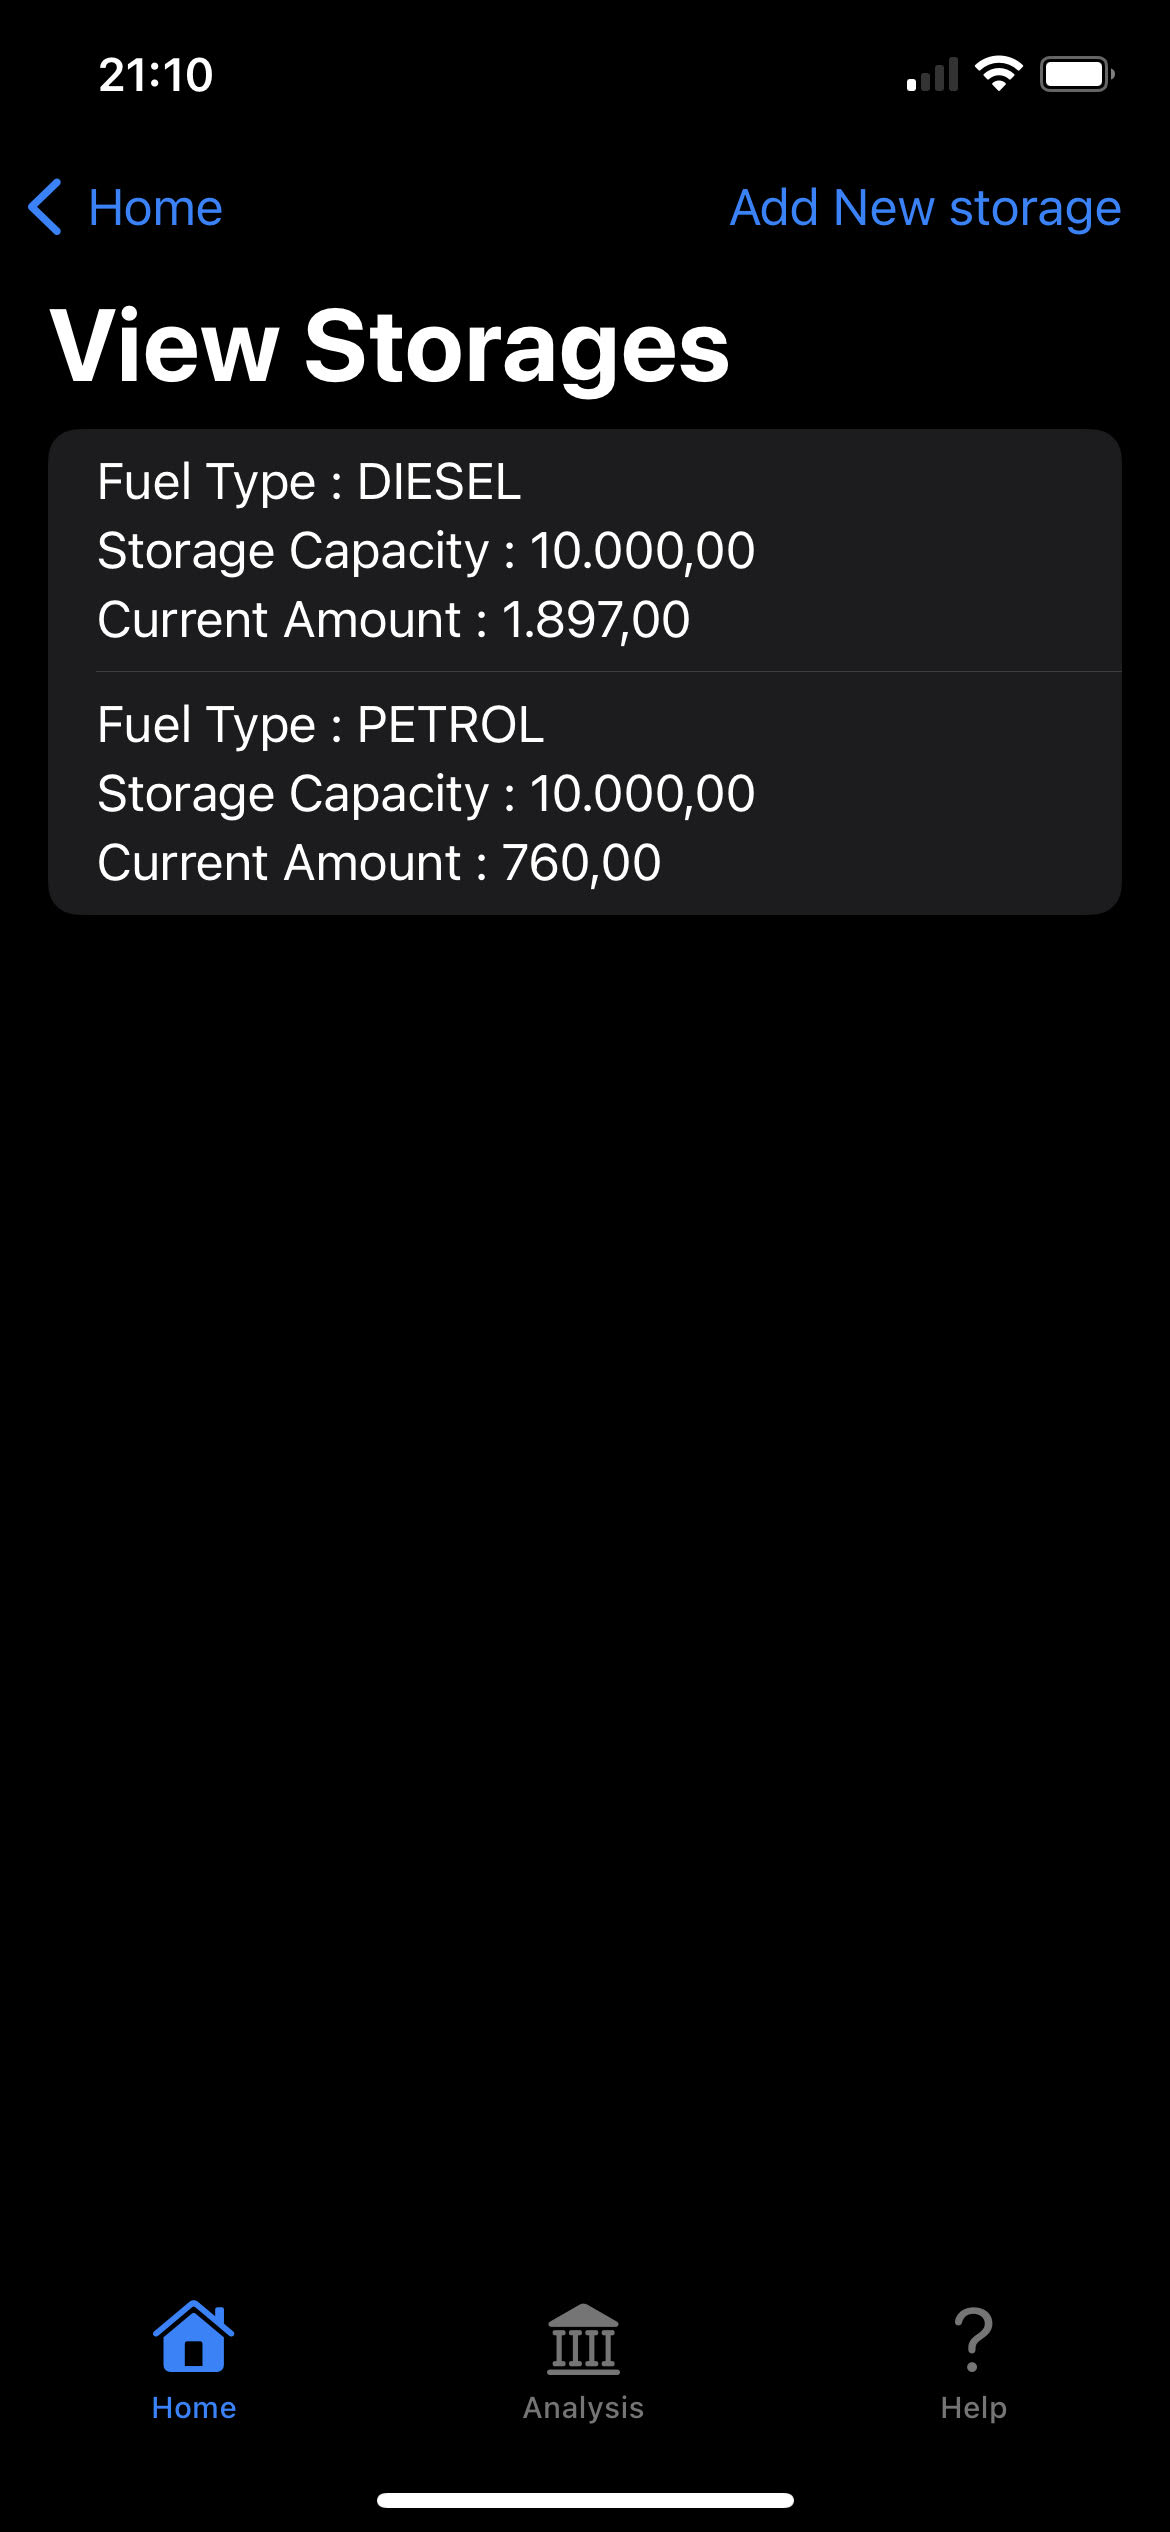 21:10
Home
Add New storage
View Storages
Fuel Type : DIESEL
Storage Capacity : 10.000,00
Current Amount : 1.897,00
Fuel Type : PETROL
Storage Capacity : 10.000,00
Current Amount : 760,00
Home
Analysis
Help